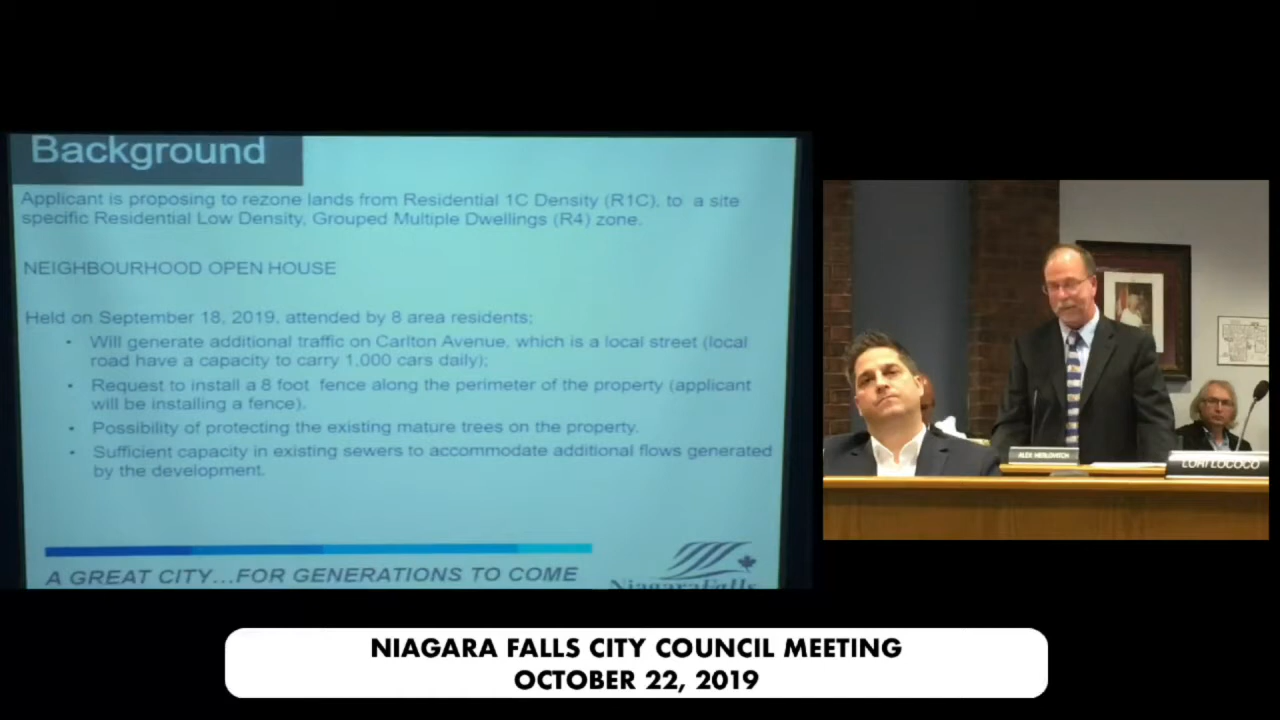 Background
Applicant is proposing to rezone lands from Residential 1C Density (R1C), to a site
specific Residential Low Density, Grouped Multiple Dwellings (R4) zone.
NEIGHBOURHOOD OPEN HOUSE
Held on September 18, 2019, attended by 8 area residents;
• Will generate additional traffic on Carlton Avenue, which is a local street (local
road have a capacity to carry 1,000 cars daily);
• Request to install a 8 foot fence along the perimeter of the property (applicant
will be installing a fence).
• Possibility of protecting the existing mature trees on the property.
• Sufficient capacity in existing sewers to accommodate additional flows generated
by the development.
A GREAT CITY...FOR GENERATIONS TO COME
NiagaraFalls
ALEX HERLOVITCH
LORI LOCOCO
NIAGARA FALLS CITY COUNCIL MEETING
OCTOBER 22, 2019